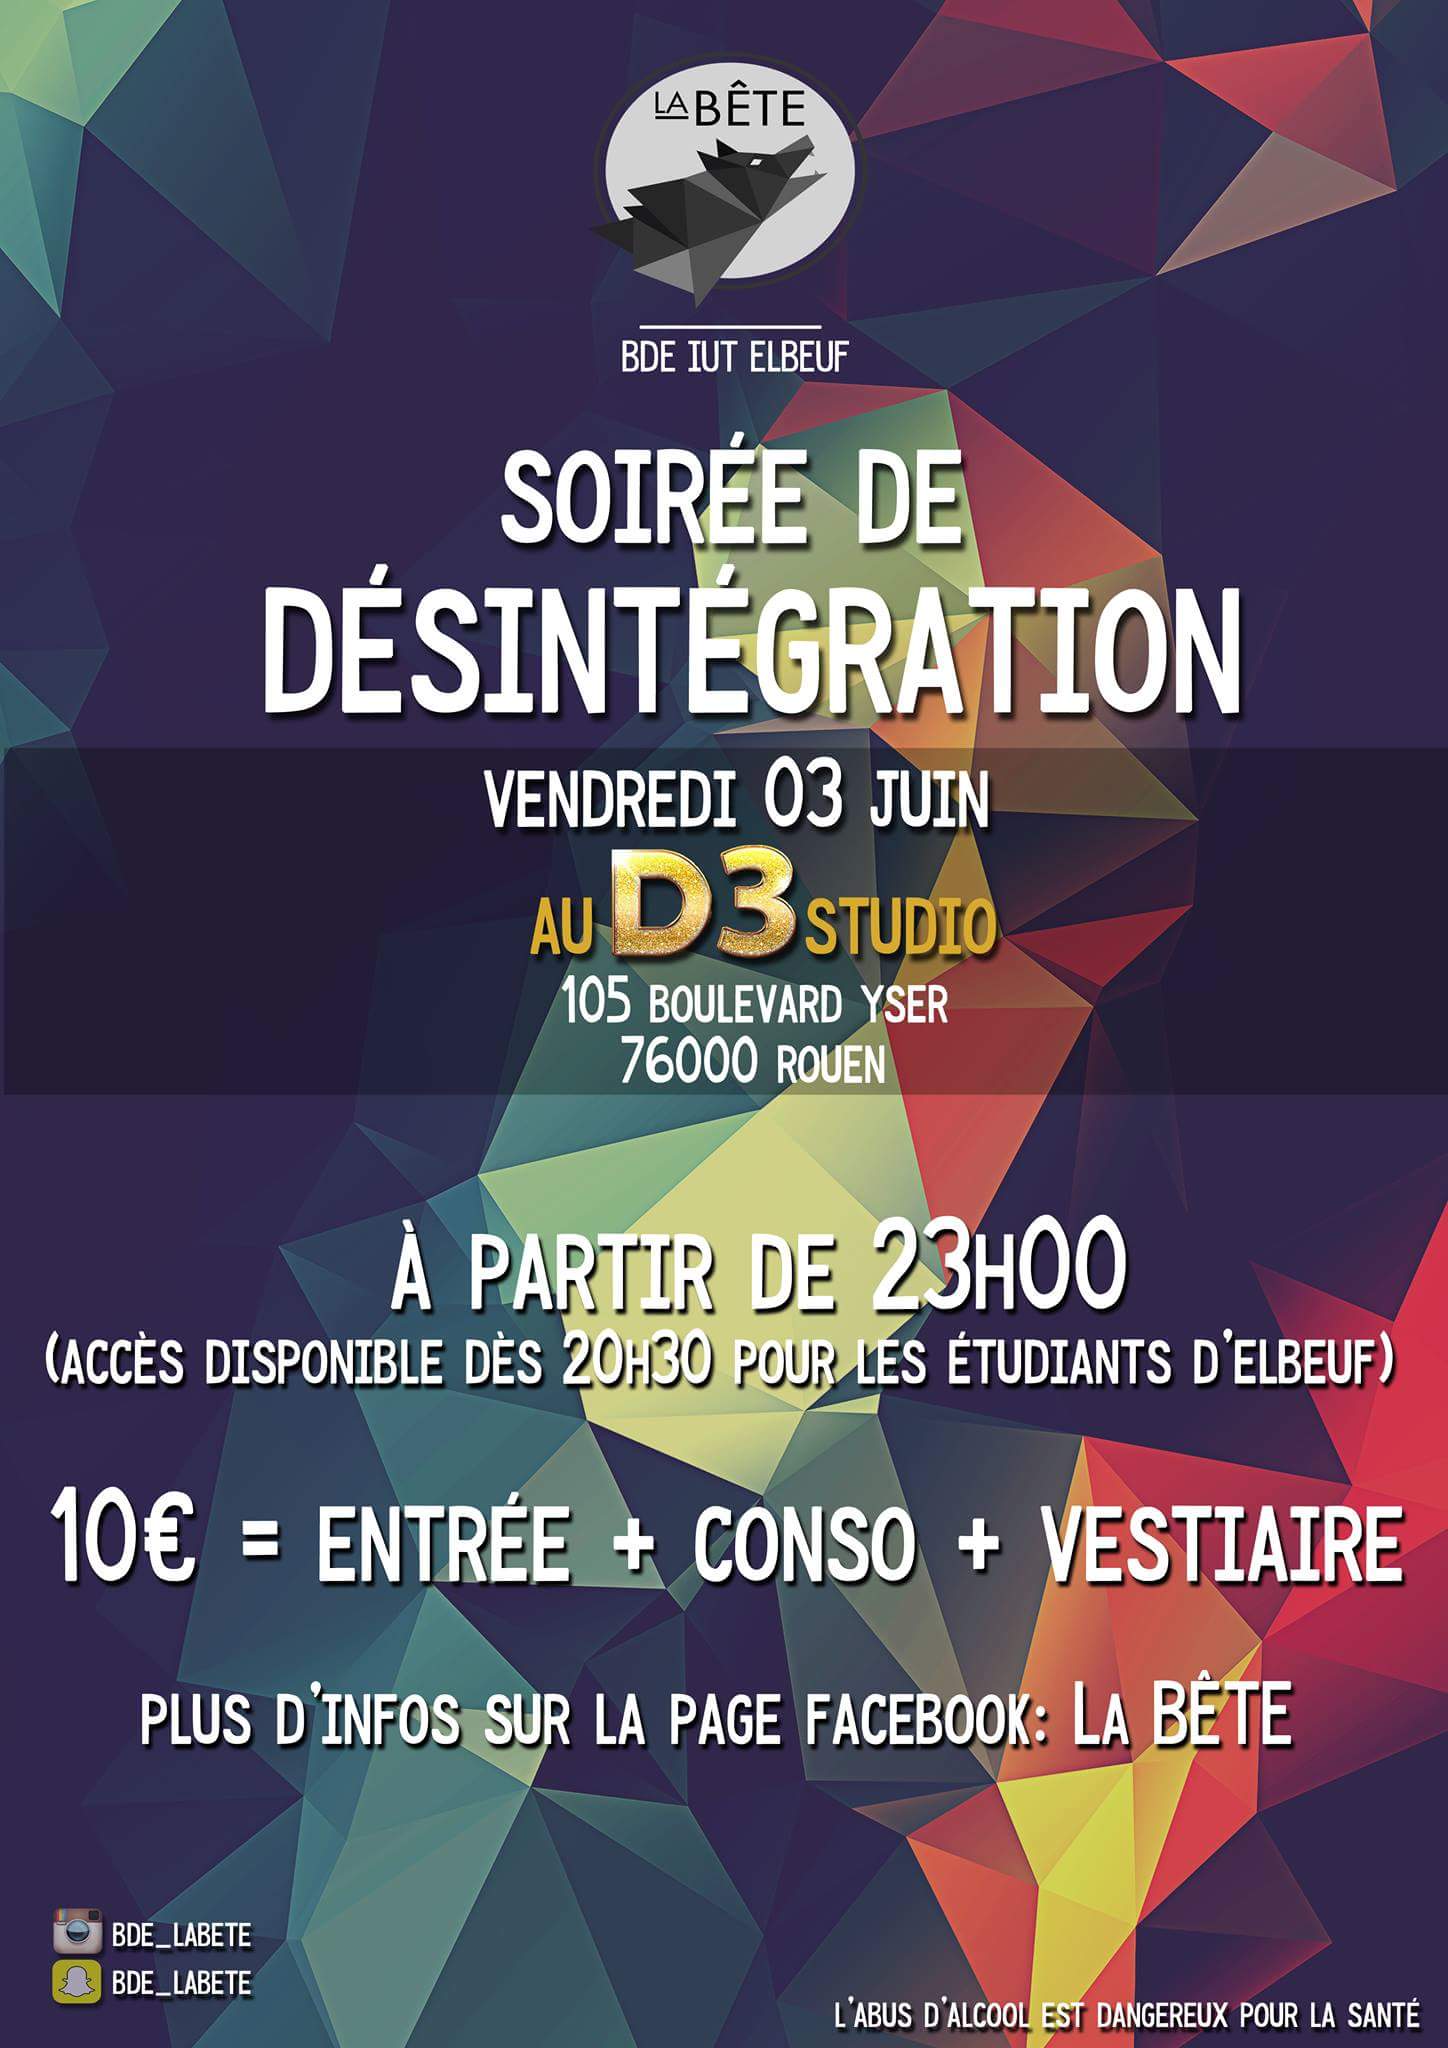 LA BÊTE
BDE IUT ELBEUF
SOIRÉE DE
DÉSINTÉGRATION
VENDREDI 03 JUIN
AU D3 STUDIO
105 BOULEVARD YSER
76000 ROUEN
À PARTIR DE 23H00
(ACCÈS DISPONIBLE DÈS 20H30 POUR LES ÉTUDIANTS D'ELBEUF)
10€ = ENTRÉE + CONSO + VESTIAIRE
PLUS D'INFOS SUR LA PAGE FACEBOOK: LA BÊTE
BDE_LABETE
BDE_LABETE
L'ABUS D'ALCOOL EST DANGEREUX POUR LA SANTÉ